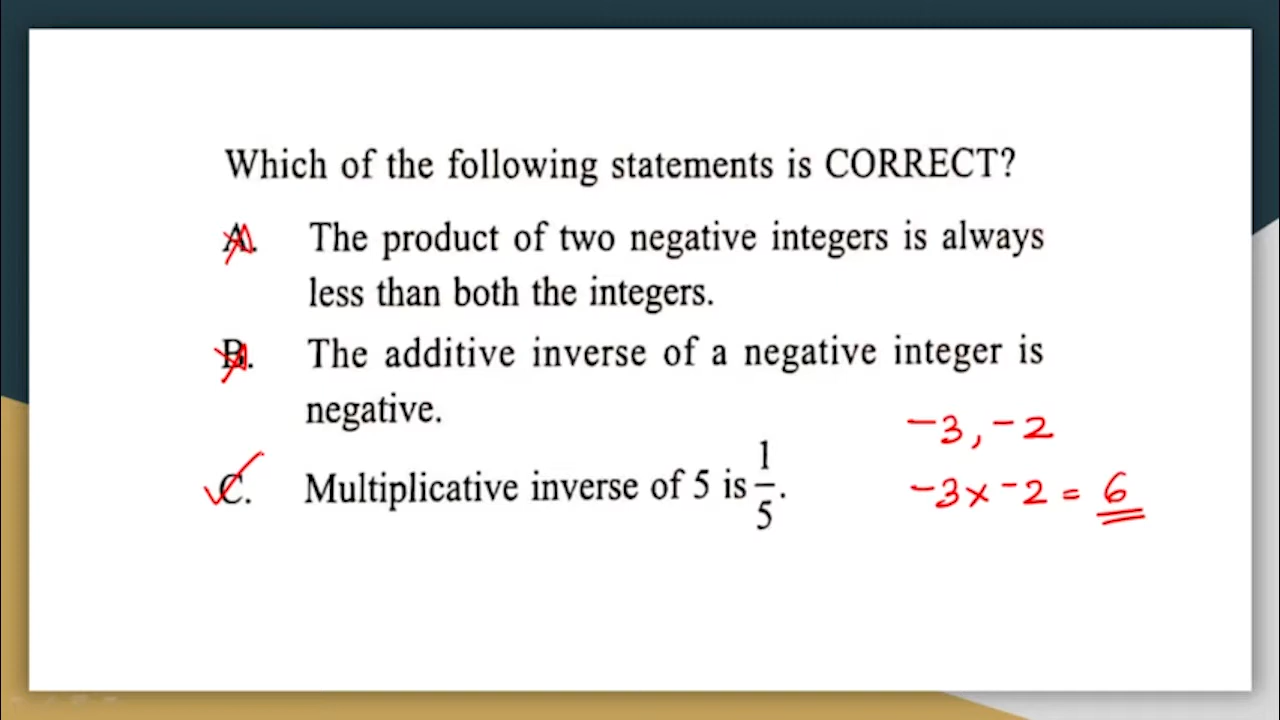 Which of the following statements is CORRECT?
A. The product of two negative integers is always
less than both the integers.
B. The additive inverse of a negative integer is
negative.
C. Multiplicative inverse of 5 is 1/5.
-3, -2
-3 x -2 = 6